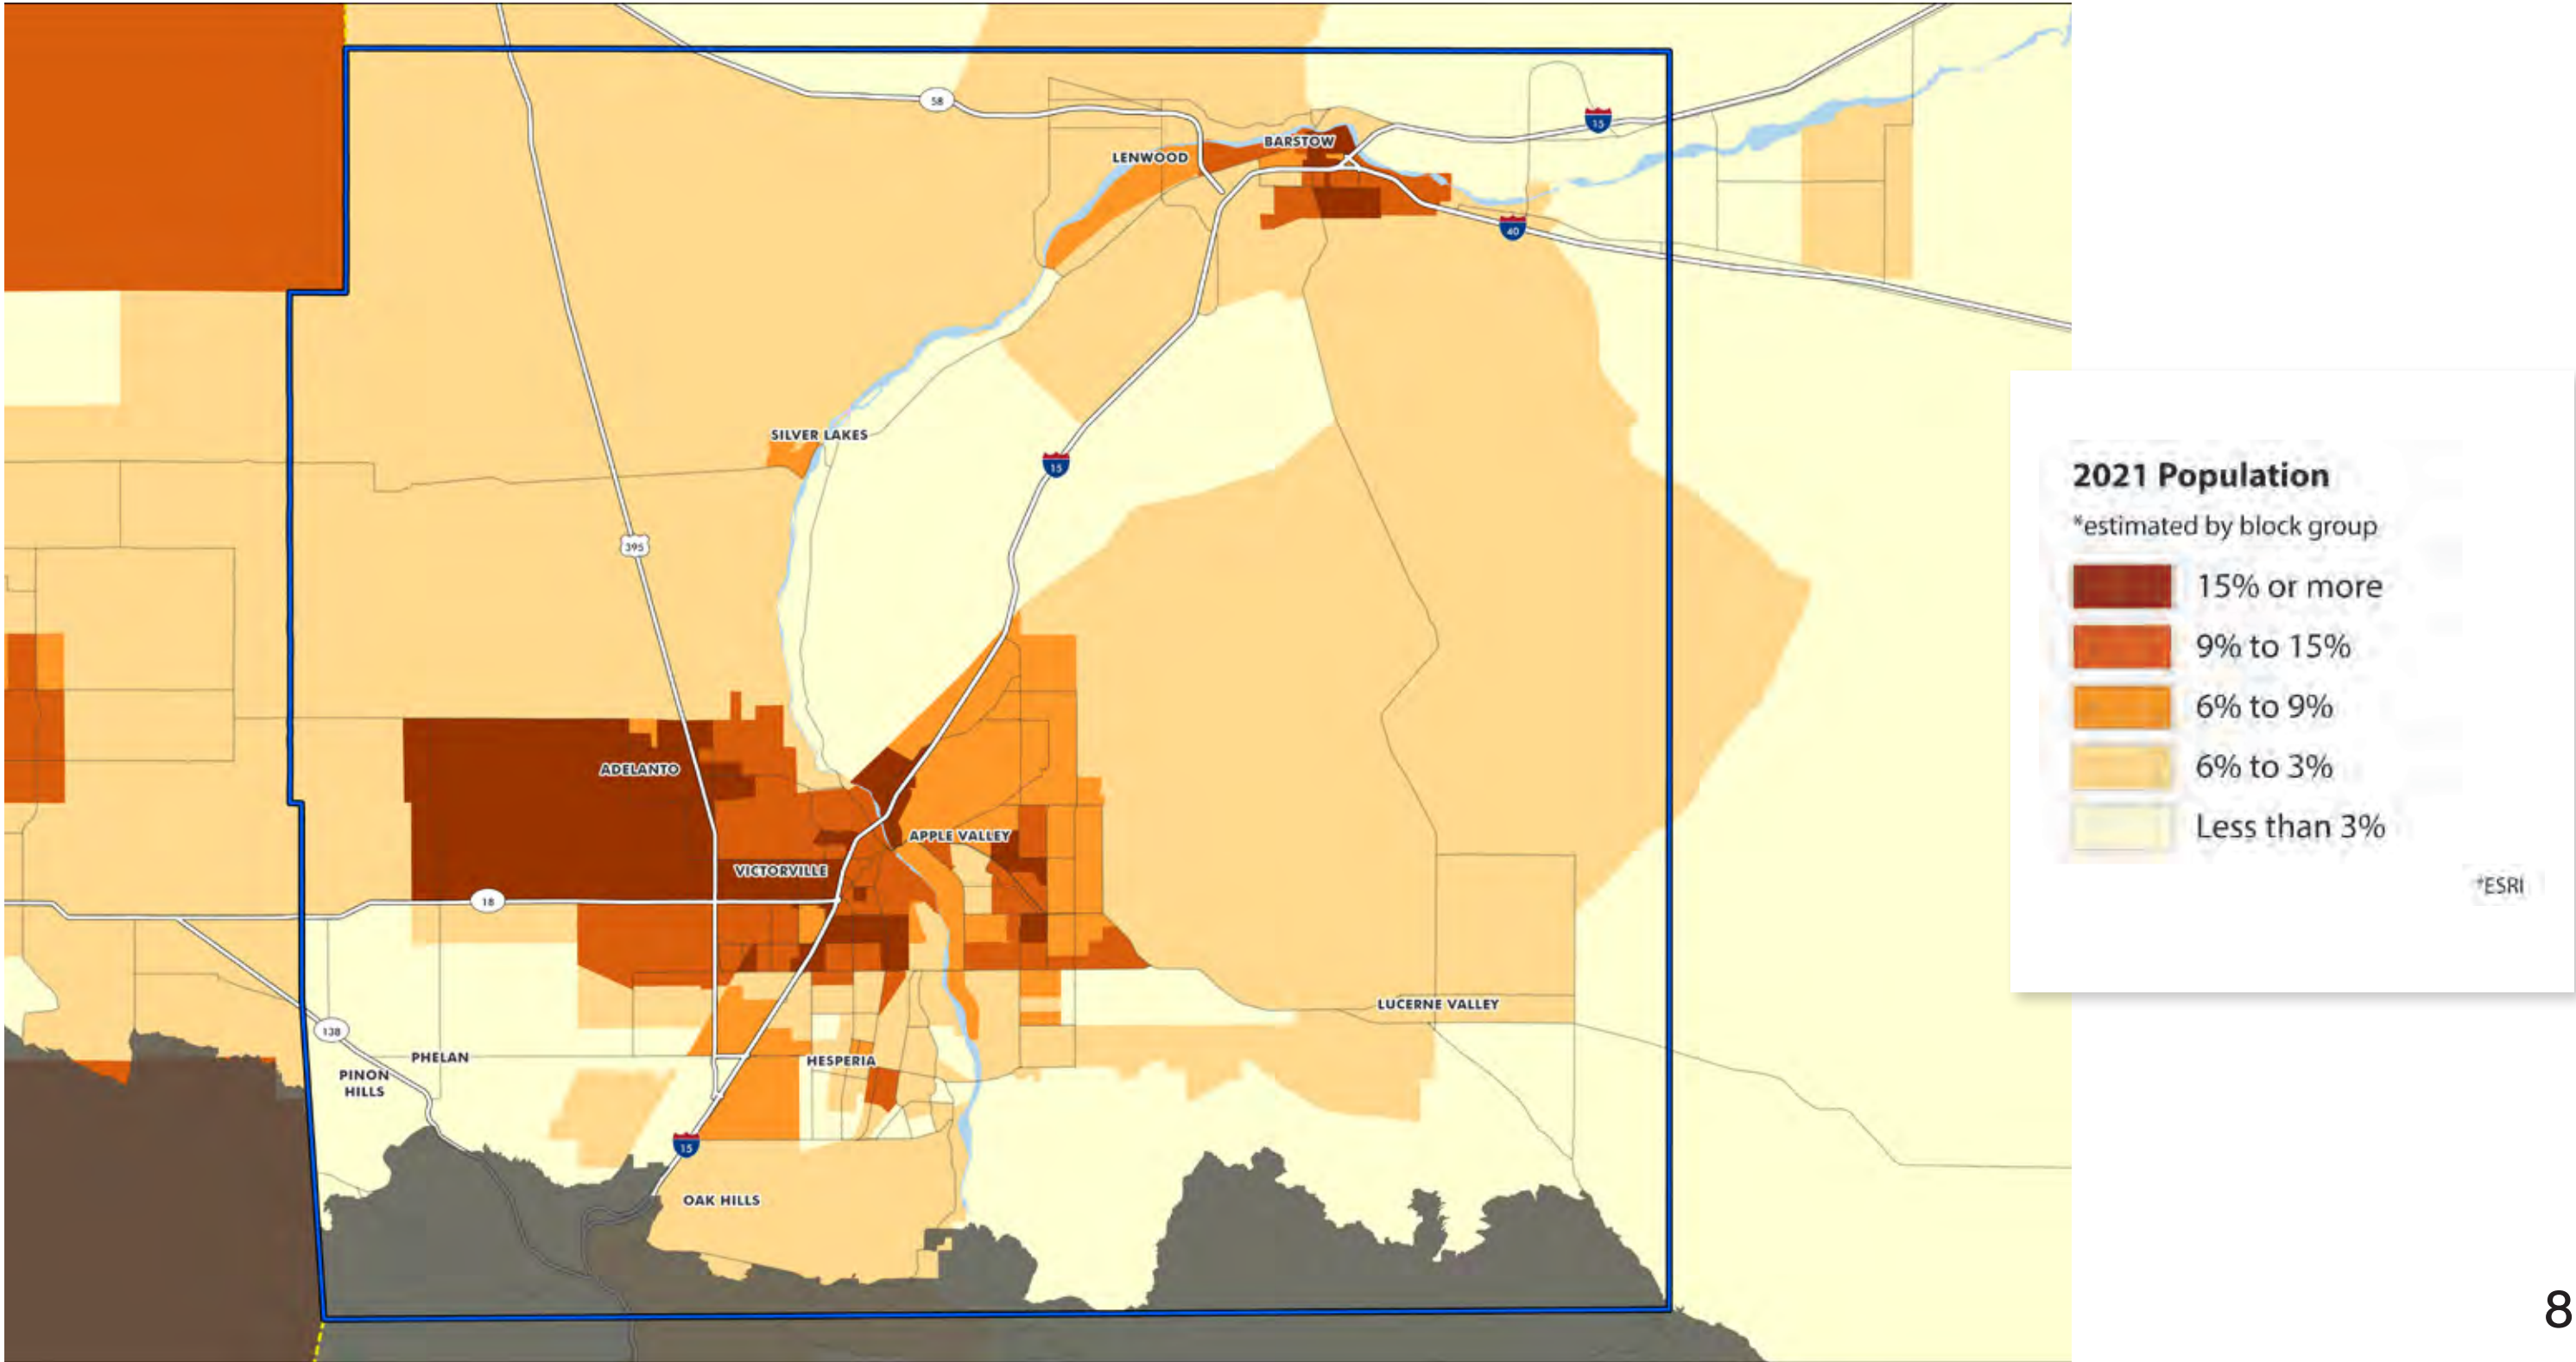 58
15
BARSTOW
LENWOOD
40
SILVER LAKES
15
395
ADELANTO
APPLE VALLEY
VICTORVILLE
18
LUCERNE VALLEY
138
PHELAN
HESPERIA
PINON
HILLS
15
OAK HILLS
2021 Population
*estimated by block group
15% or more
9% to 15%
6% to 9%
6% to 3%
Less than 3%
*ESRI
8